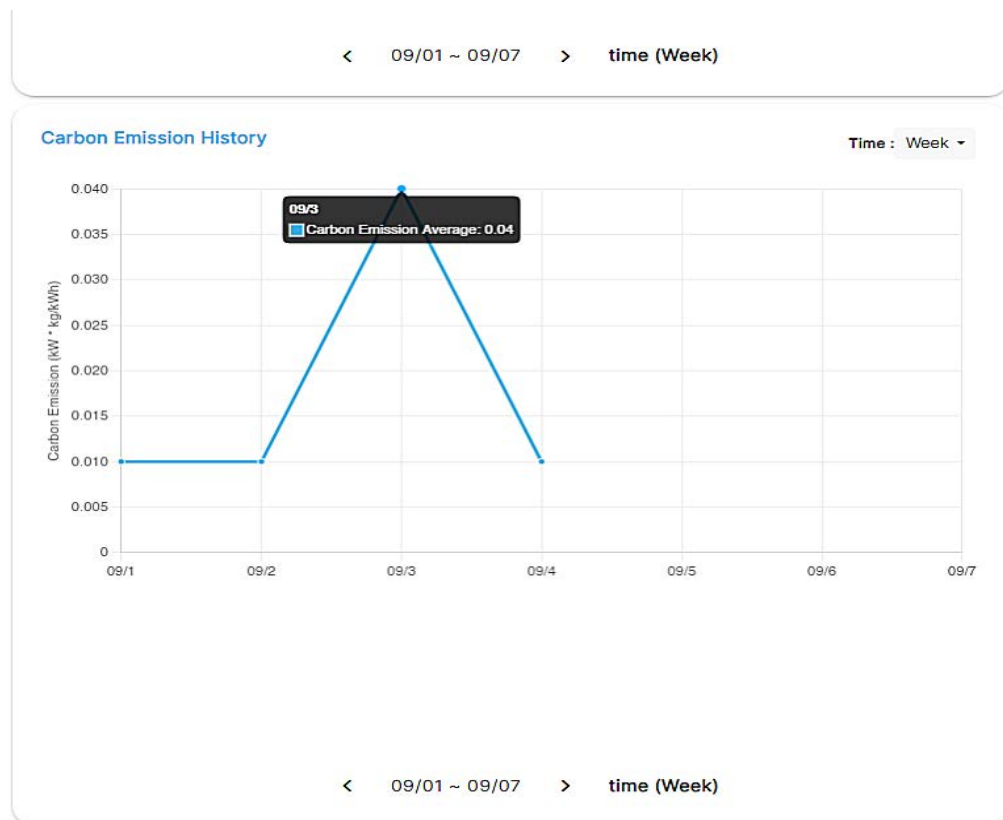 < 09/01 ~ 09/07 > time (Week)
Carbon Emission History
Time : Week
0.040
09/3
Carbon Emission Average: 0.04
0.035
0.030
0.025
0.020
0.015
0.010
0.005
0
Carbon Emission (kW * kg/kWh)
09/1 09/2 09/3 09/4 09/5 09/6 09/7
< 09/01 ~ 09/07 > time (Week)